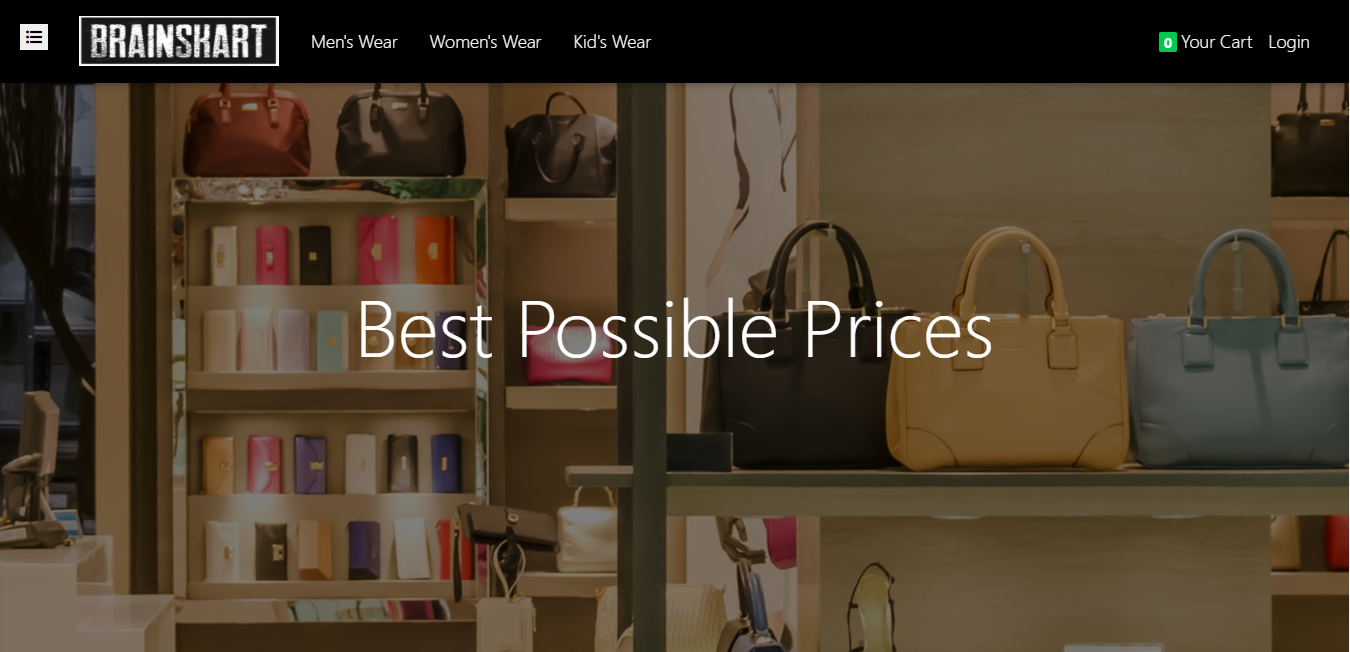 BRAINSKART
Men's Wear
Women's Wear
Kid's Wear
0 Your Cart
Login
Best Possible Prices